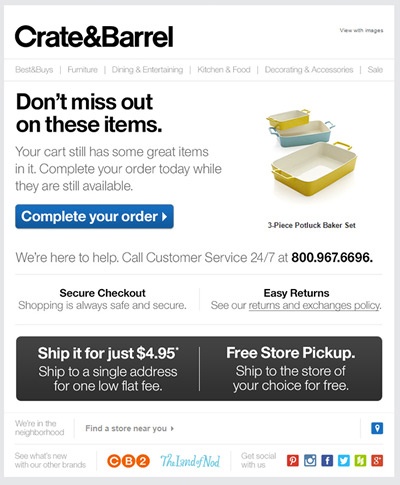 View with images
Crate&Barrel
Best&Buys | Furniture | Dining & Entertaining | Kitchen & Food | Decorating & Accessories | Sale
Don't miss out
on these items.
Your cart still has some great items
in it. Complete your order today while
they are still available.
Complete your order
3-Piece Potluck Baker Set
We're here to help. Call Customer Service 24/7 at 800.967.6696.
Secure Checkout
Shopping is always safe and secure.
Easy Returns
See our returns and exchanges policy.
Ship it for just $4.95*
Ship to a single address
for one low flat fee.
Free Store Pickup.
Ship to the store of
your choice for free.
We're in the
neighborhood
Find a store near you ›
See what's new
with our other brands
CB2
The Land of Nod
Get social
with us